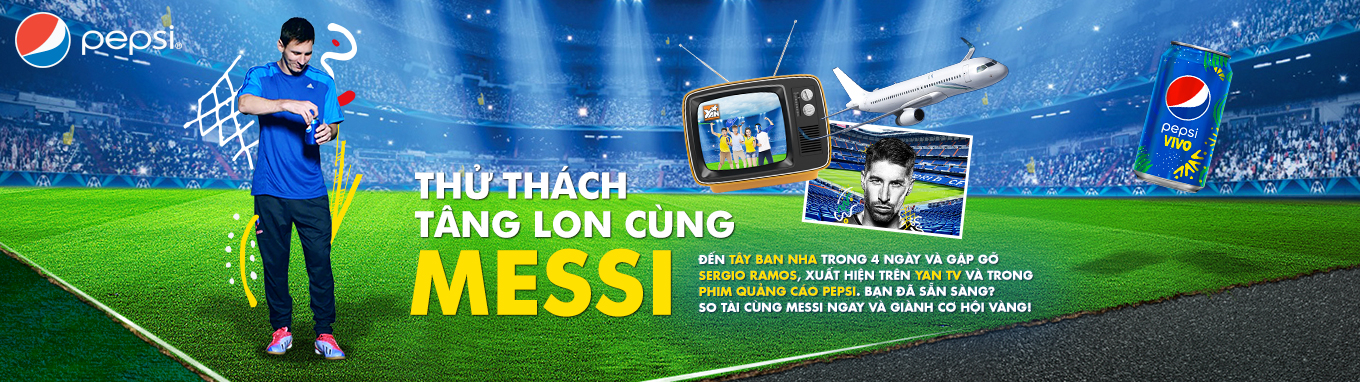 pepsi
THỬ THÁCH
TÂNG LON CÙNG
MESSI
ĐẾN TÂY BAN NHA TRONG 4 NGÀY VÀ GẶP GỠ
SERGIO RAMOS, XUẤT HIỆN TRÊN YAN TV VÀ TRONG
PHIM QUẢNG CÁO PEPSI. BẠN ĐÃ SẴN SÀNG?
SO TÀI CÙNG MESSI NGAY VÀ GIÀNH CƠ HỘI VÀNG!
YAN
pepsi
VIVO